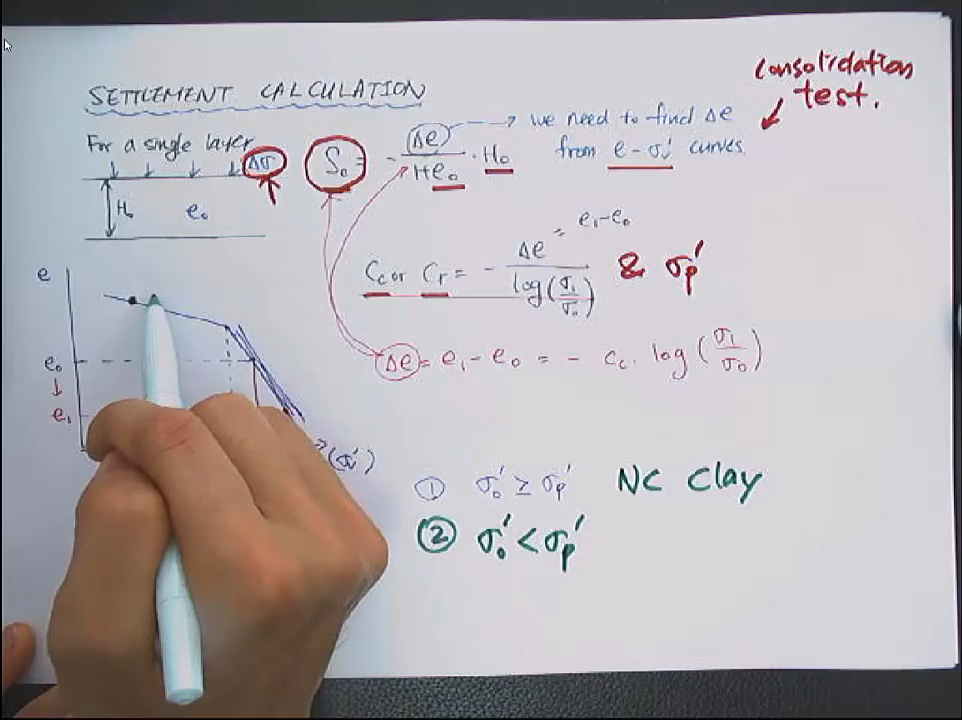 SETTLEMENT CALCULATION
consolidation
test.
For a single layer
Δσ
S₀ = - Δe / 1+e₀ · H₀
→ we need to find Δe
from e - σv' curves.
H₀
e₀
Cc or Cr = - Δe / log(σ₁/σ₀)
= e₁-e₀
& σp'
e
Δe = e₁ - e₀ = - Cc · log(σ₁/σ₀)
e₀
↓
e₁
(σv')
① σ₀' ≥ σp' NC Clay
② σ₀' < σp'